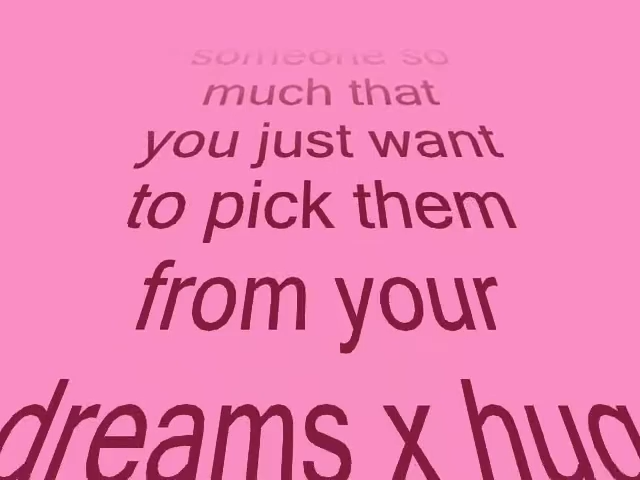 someone so
much that
you just want
to pick them
from your
dreams x hug